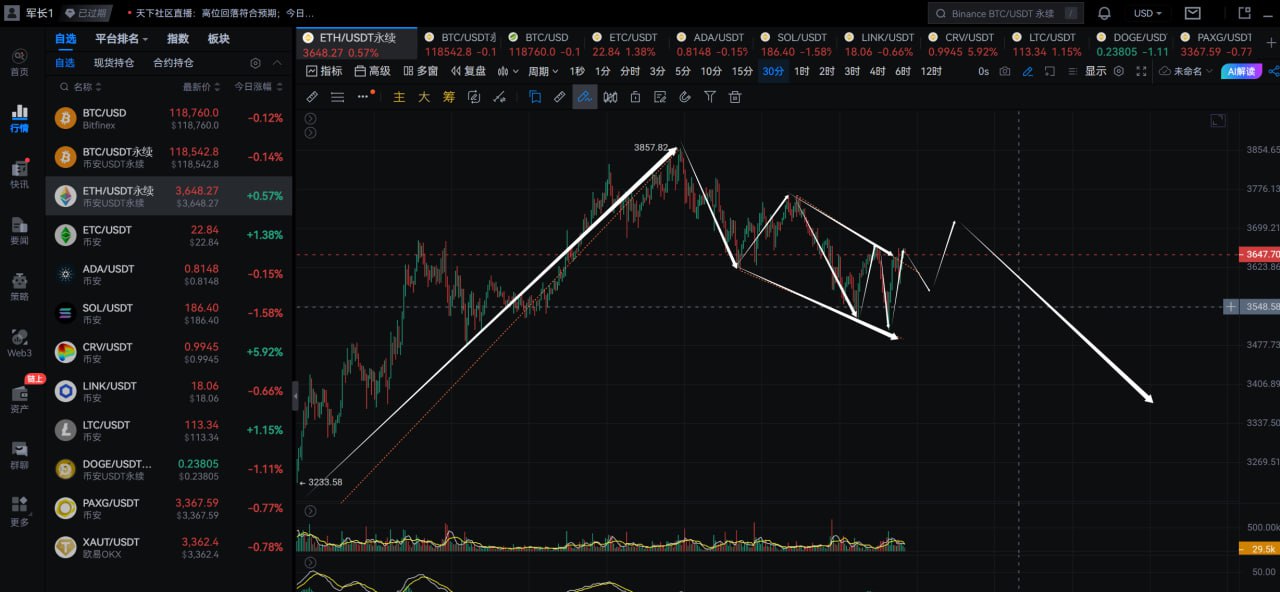 军长1 已过期 • 天下社区直播：高位回落符合预期；今日... Binance BTC/USDT 永续 / USD
首页
行情
快讯
要闻
策略
Web3
链上
资产
群聊
更多
自选 平台排名 指数 板块
自选 现货持仓 合约持仓
名称 最新价 今日涨幅
BTC/USD 118,760.0 -0.12%
Bitfinex $118,760.0
BTC/USDT永续 118,542.8 -0.14%
币安USDT永续 $118,542.8
ETH/USDT永续 3,648.27 +0.57%
币安USDT永续 $3,648.27
ETC/USDT 22.84 +1.38%
币安 $22.84
ADA/USDT 0.8148 -0.15%
币安 $0.8148
SOL/USDT 186.40 -1.58%
币安 $186.40
CRV/USDT 0.9945 +5.92%
币安 $0.9945
LINK/USDT 18.06 -0.66%
币安 $18.06
LTC/USDT 113.34 +1.15%
币安 $113.34
DOGE/USDT... 0.23805 -1.11%
币安USDT永续 $0.23805
PAXG/USDT 3,367.59 -0.77%
币安 $3,367.59
XAUT/USDT 3,362.4 -0.78%
欧易OKX $3,362.4
ETH/USDT永续 BTC/USDT BTC/USD ETC/USDT ADA/USDT SOL/USDT LINK/USDT CRV/USDT LTC/USDT DOGE/USD PAXG/USDT
3648.27 0.57% 118542.8 -0.1 118760.0 -0.1 22.84 1.38% 0.8148 -0.15% 186.40 -1.58% 18.06 -0.66% 0.9945 5.92% 113.34 1.15% 0.23805 -1.11 3367.59 -0.77
指标 高级 多窗 复盘 周期 1秒 1分 分时 3分 5分 10分 15分 30分 1时 2时 3时 4时 6时 12时 0s 显示 未命名 AI解读
主 大 筹
3857.82
3233.58
3854.65
3776.13
3699.21
3647.70
3623.86
3548.58
3477.73
3406.89
3337.50
3269.51
500.00k
29.5k
50.00